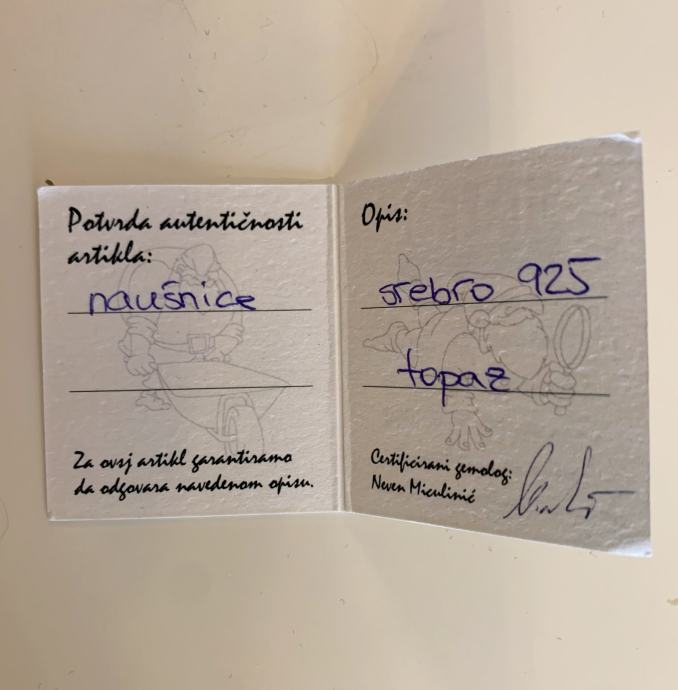 Potvrda autentičnosti
artikla:
naušnice
Za ovaj artikl garantiramo
da odgovara navedenom opisu.
Opis:
srebro 925
topaz
Certificirani gemolog:
Neven Miculinić